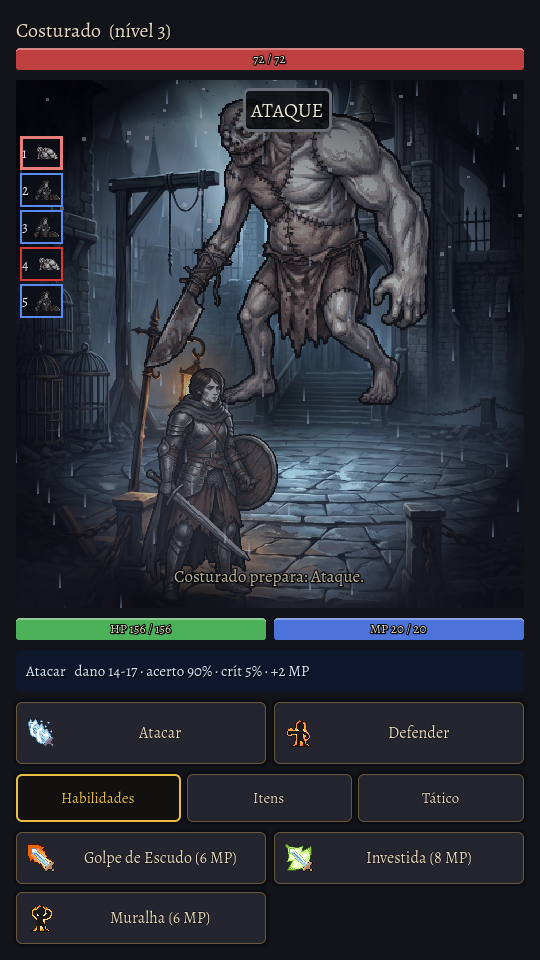 Costurado (nível 3)
72 / 72
ATAQUE
1
2
3
4
5
Costurado prepara: Ataque.
HP 156 / 156
MP 20 / 20
Atacar dano 14-17 · acerto 90% · crít 5% · +2 MP
Atacar
Defender
Habilidades
Itens
Tático
Golpe de Escudo (6 MP)
Investida (8 MP)
Muralha (6 MP)